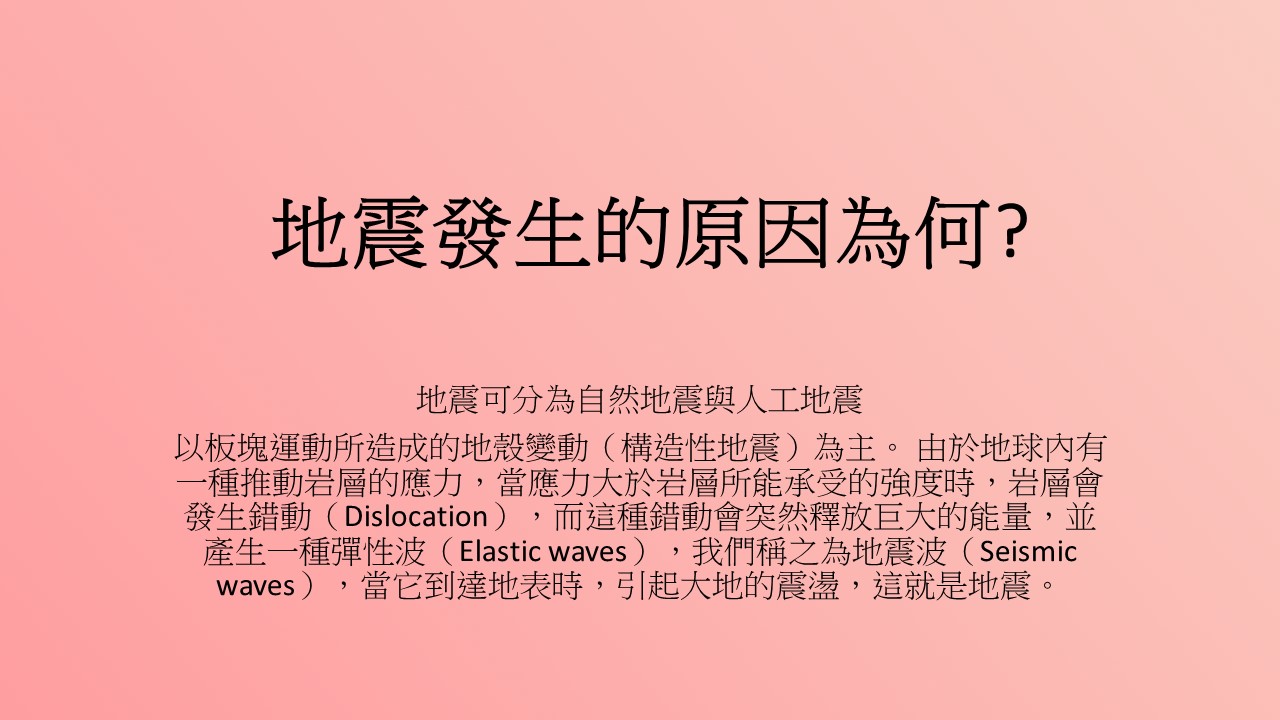 地震發生的原因為何?
地震可分為自然地震與人工地震
以板塊運動所造成的地殼變動（構造性地震）為主。 由於地球內有
一種推動岩層的應力，當應力大於岩層所能承受的強度時，岩層會
發生錯動（Dislocation），而這種錯動會突然釋放巨大的能量，並
產生一種彈性波（Elastic waves），我們稱之為地震波（Seismic
waves），當它到達地表時，引起大地的震盪，這就是地震。